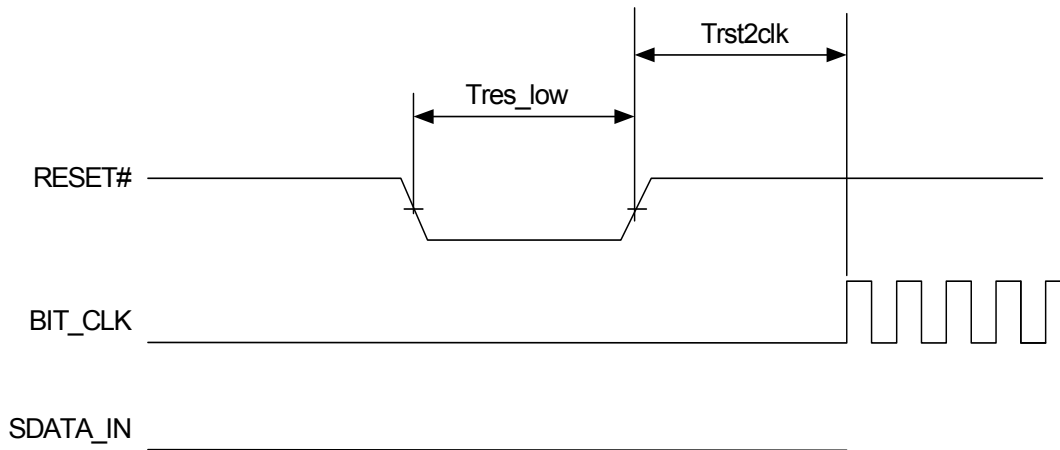 Trst2clk
Tres_low
RESET#
BIT_CLK
SDATA_IN